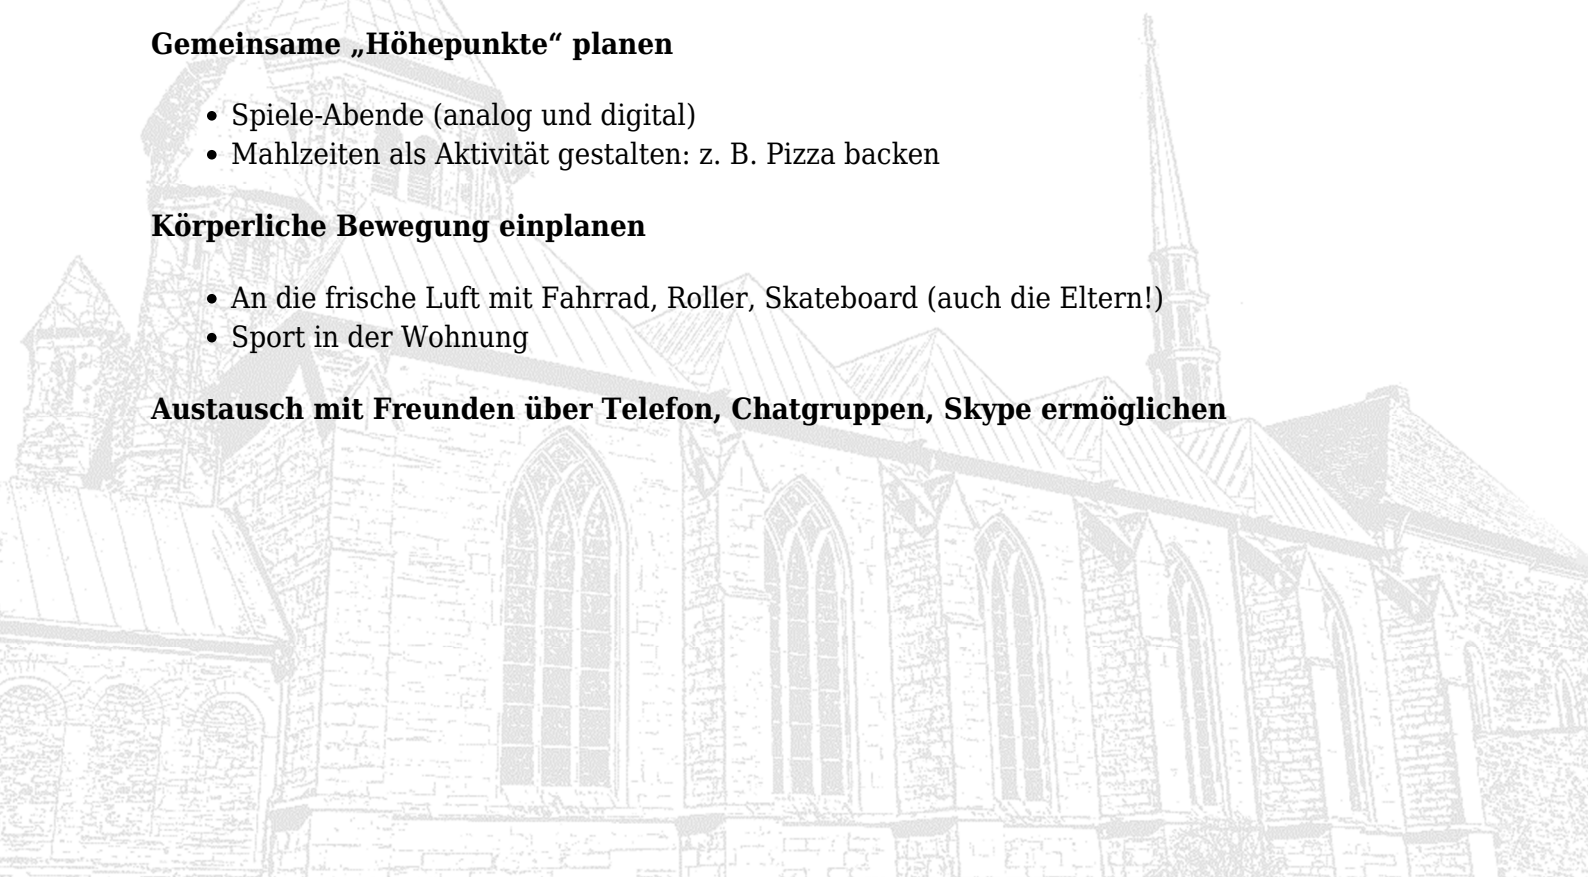 Gemeinsame „Höhepunkte“ planen
• Spiele-Abende (analog und digital)
• Mahlzeiten als Aktivität gestalten: z. B. Pizza backen
Körperliche Bewegung einplanen
• An die frische Luft mit Fahrrad, Roller, Skateboard (auch die Eltern!)
• Sport in der Wohnung
Austausch mit Freunden über Telefon, Chatgruppen, Skype ermöglichen